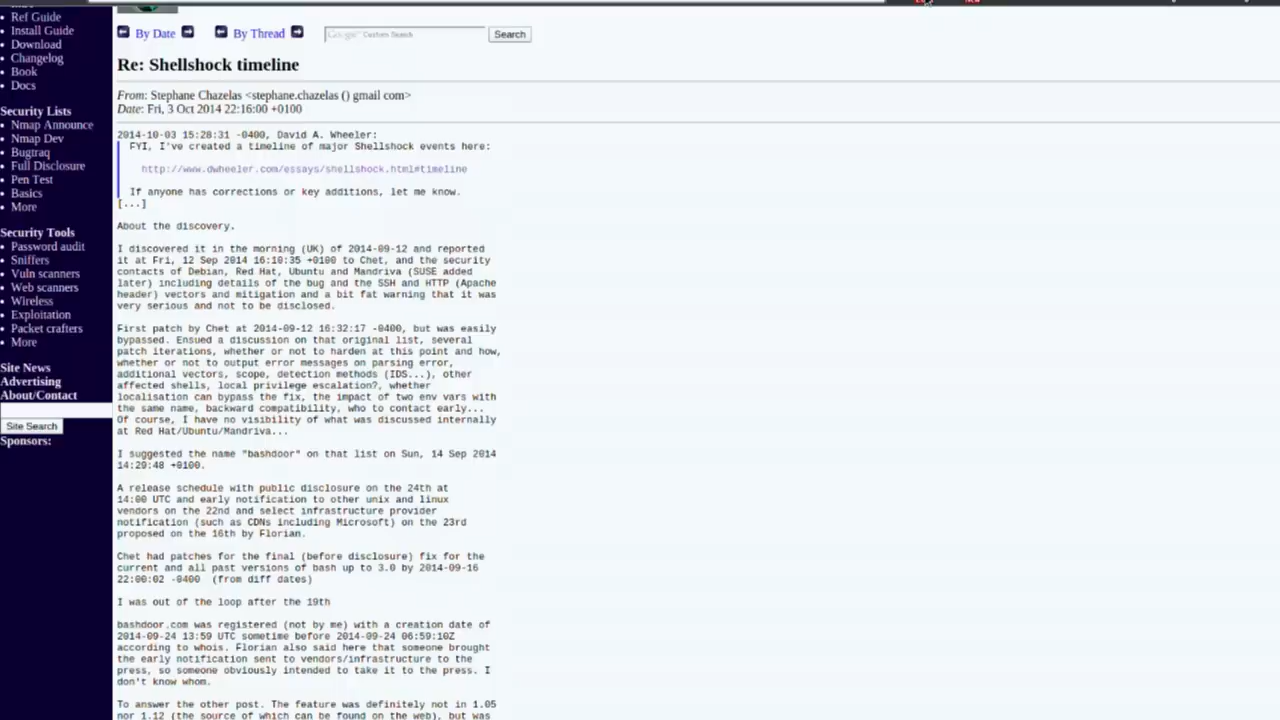 Ref Guide
Install Guide
Download
Changelog
Book
Docs
Security Lists
Nmap Announce
Nmap Dev
Bugtraq
Full Disclosure
Pen Test
Basics
More
Security Tools
Password audit
Sniffers
Vuln scanners
Web scanners
Wireless
Exploitation
Packet crafters
More
Site News
Advertising
About/Contact
Site Search
Sponsors:
By Date By Thread Google Custom Search Search
Re: Shellshock timeline
From: Stephane Chazelas <stephane.chazelas () gmail com>
Date: Fri, 3 Oct 2014 22:16:00 +0100
2014-10-03 15:28:31 -0400, David A. Wheeler:
FYI, I've created a timeline of major Shellshock events here:
http://www.dwheeler.com/essays/shellshock.html#timeline
If anyone has corrections or key additions, let me know.
[...]
About the discovery.
I discovered it in the morning (UK) of 2014-09-12 and reported
it at Fri, 12 Sep 2014 16:10:35 +0100 to Chet, and the security
contacts of Debian, Red Hat, Ubuntu and Mandriva (SUSE added
later) including details of the bug and the SSH and HTTP (Apache
header) vectors and mitigation and a bit fat warning that it was
very serious and not to be disclosed.
First patch by Chet at 2014-09-12 16:32:17 -0400, but was easily
bypassed. Ensued a discussion on that original list, several
patch iterations, whether or not to harden at this point and how,
whether or not to output error messages on parsing error,
additional vectors, scope, detection methods (IDS...), other
affected shells, local privilege escalation?, whether
localisation can bypass the fix, the impact of two env vars with
the same name, backward compatibility, who to contact early...
Of course, I have no visibility of what was discussed internally
at Red Hat/Ubuntu/Mandriva...
I suggested the name "bashdoor" on that list on Sun, 14 Sep 2014
14:29:48 +0100.
A release schedule with public disclosure on the 24th at
14:00 UTC and early notification to other unix and linux
vendors on the 22nd and select infrastructure provider
notification (such as CDNs including Microsoft) on the 23rd
proposed on the 16th by Florian.
Chet had patches for the final (before disclosure) fix for the
current and all past versions of bash up to 3.0 by 2014-09-16
22:00:02 -0400 (from diff dates)
I was out of the loop after the 19th
bashdoor.com was registered (not by me) with a creation date of
2014-09-24 13:59 UTC sometime before 2014-09-24 06:59:10Z
according to whois. Florian also said here that someone brought
the early notification sent to vendors/infrastructure to the
press, so someone obviously intended to take it to the press. I
don't know whom.
To answer the other post. The feature was definitely not in 1.05
nor 1.12 (the source of which can be found on the web), but was